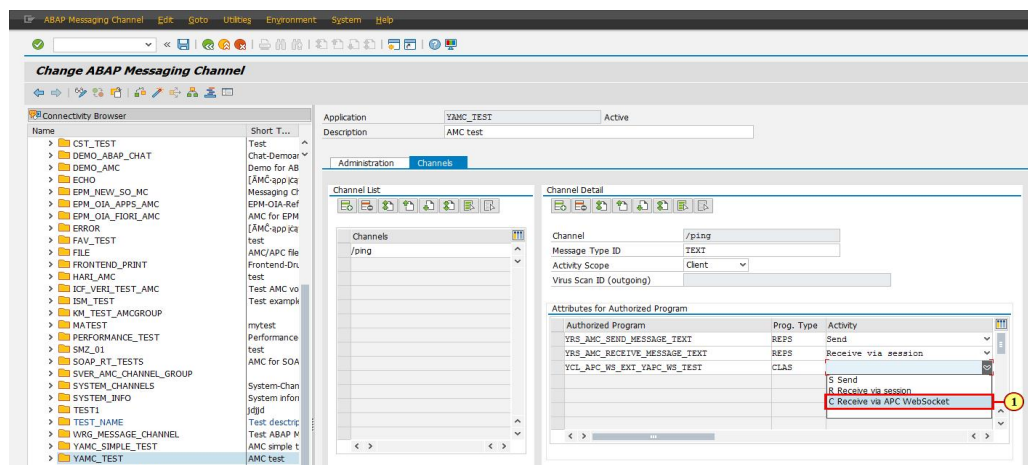 ABAP Messaging Channel Edit Goto Utilities Environment System Help
Change ABAP Messaging Channel
Connectivity Browser
Name Short T...
CST_TEST Test
DEMO_ABAP_CHAT Chat-Demoar
DEMO_AMC Demo for AB
ECHO
EPM_NEW_SO_MC Messaging Ch
EPM_OIA_APPS_AMC EPM-OIA-Ref
EPM_OIA_FIORI_AMC AMC for EPM
ERROR
FAV_TEST test
FILE AMC/APC file
FRONTEND_PRINT Frontend-Dru
HARI_AMC test
ICF_VERI_TEST_AMC Test AMC vo
ISM_TEST Test example
KM_TEST_AMCGROUP
MATEST mytest
PERFORMANCE_TEST Performance
SMZ_01 test
SOAP_RT_TESTS AMC for SOA
SVER_AMC_CHANNEL_GROUP
SYSTEM_CHANNELS System-Chan
SYSTEM_INFO System infor
TEST1 jdjjd
TEST_NAME Test desctrip
WRG_MESSAGE_CHANNEL Test ABAP M
YAMC_SIMPLE_TEST AMC simple t
YAMC_TEST AMC test
Application YAMC_TEST Active
Description AMC test
Administration Channels
Channel List
Channels
/ping
Channel Detail
Channel /ping
Message Type ID TEXT
Activity Scope Client
Virus Scan ID (outgoing)
Attributes for Authorized Program
Authorized Program Prog. Type Activity
YRS_AMC_SEND_MESSAGE_TEXT REPS Send
YRS_AMC_RECEIVE_MESSAGE_TEXT REPS Receive via session
YCL_APC_WS_EXT_YAPC_WS_TEST CLAS
S Send
R Receive via session
C Receive via APC WebSocket
1